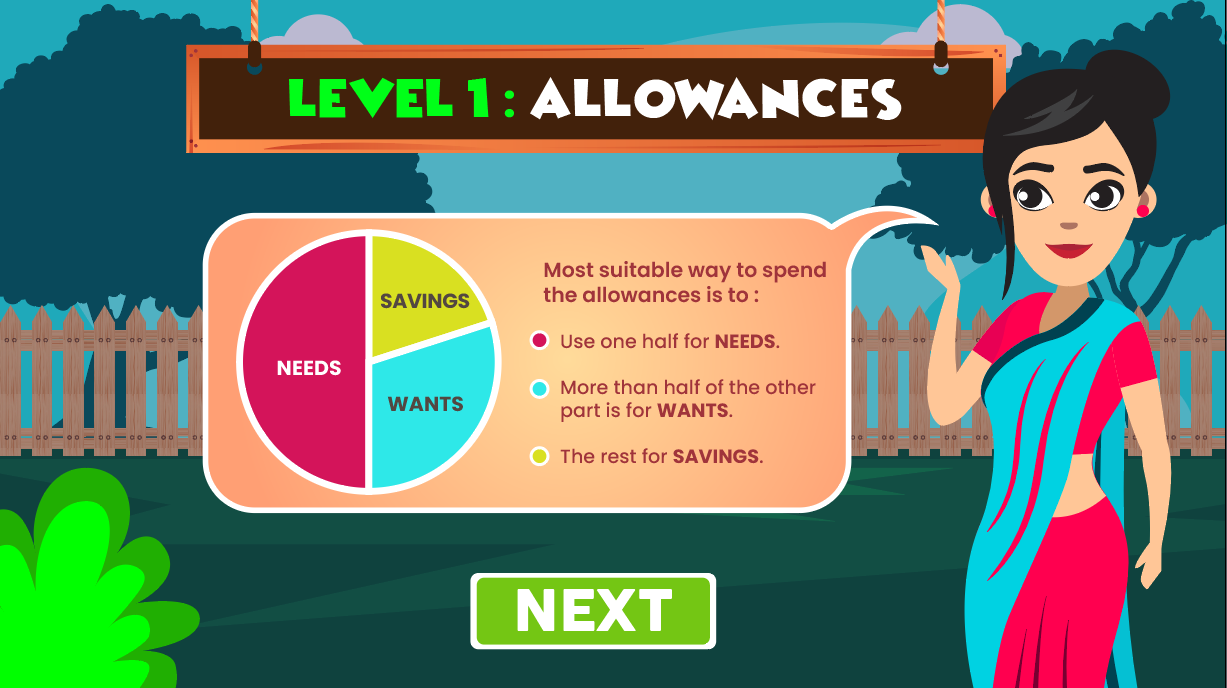 LEVEL 1 : ALLOWANCES
SAVINGS
NEEDS
WANTS
Most suitable way to spend
the allowances is to :
Use one half for NEEDS.
More than half of the other
part is for WANTS.
The rest for SAVINGS.
NEXT